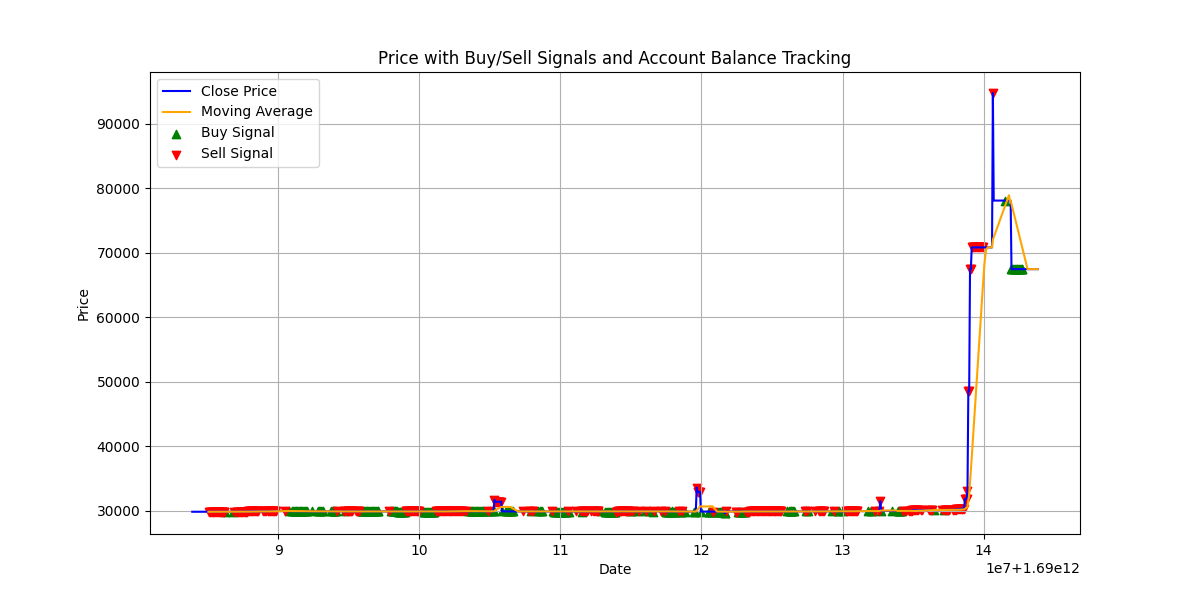 Price with Buy/Sell Signals and Account Balance Tracking
Close Price
Moving Average
Buy Signal
Sell Signal
90000
80000
70000
60000
50000
40000
30000
Price
9 10 11 12 13 14
Date
1e7+1.69e12